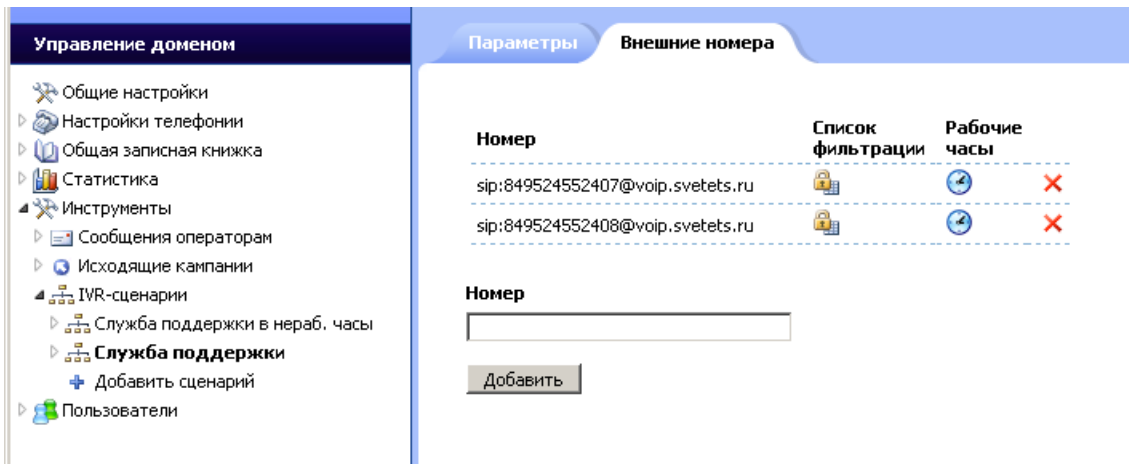 Управление доменом
Общие настройки
Настройки телефонии
Общая записная книжка
Статистика
Инструменты
Сообщения операторам
Исходящие кампании
IVR-сценарии
Служба поддержки в нераб. часы
Служба поддержки
Добавить сценарий
Пользователи
Параметры Внешние номера
Номер Список фильтрации Рабочие часы
sip:849524552407@voip.svetets.ru
sip:849524552408@voip.svetets.ru
Номер
Добавить